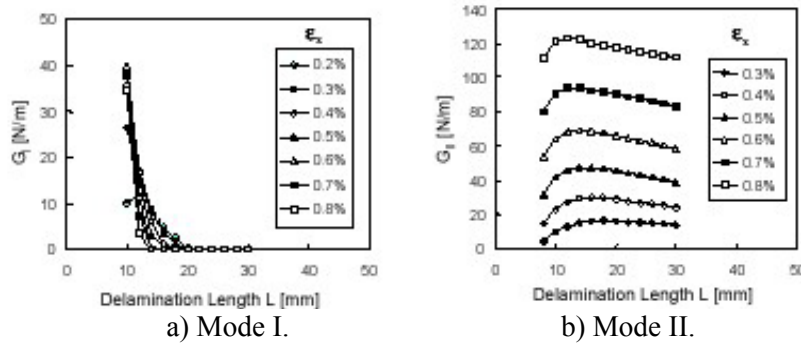 50
40
30
20
10
0
G_I [N/m]
ε_x
0.2%
0.3%
0.4%
0.5%
0.6%
0.7%
0.8%
0 10 20 30 40 50
Delamination Length L [mm]
a) Mode I.
140
120
100
80
60
40
20
0
G_II [N/m]
ε_x
0.3%
0.4%
0.5%
0.6%
0.7%
0.8%
0 10 20 30 40 50
Delamination Length L [mm]
b) Mode II.